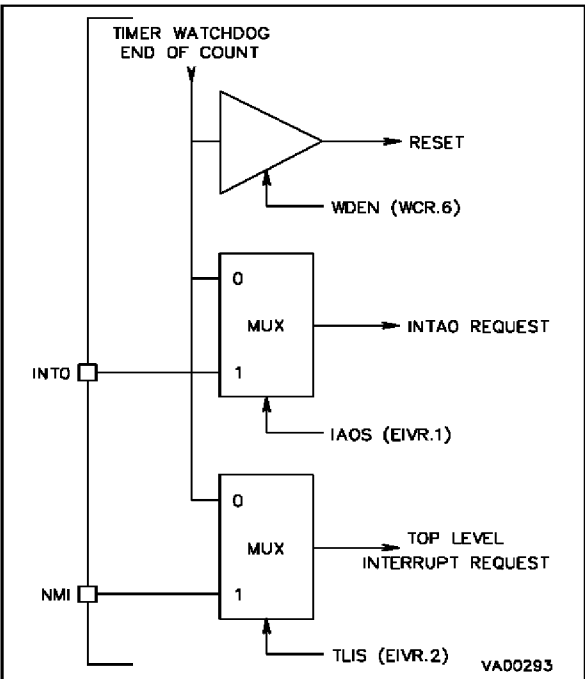 TIMER WATCHDOG
END OF COUNT
RESET
WDEN (WCR.6)
0
MUX
INTA0 REQUEST
INT0
1
IA0S (EIVR.1)
0
MUX
TOP LEVEL
INTERRUPT REQUEST
NMI
1
TLIS (EIVR.2)
VA00293